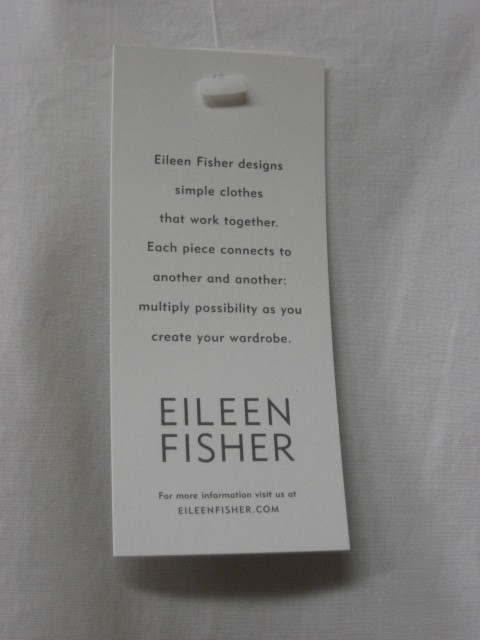 Eileen Fisher designs
simple clothes
that work together.
Each piece connects to
another and another:
multiply possibility as you
create your wardrobe.
EILEEN
FISHER
For more information visit us at
EILEENFISHER.COM